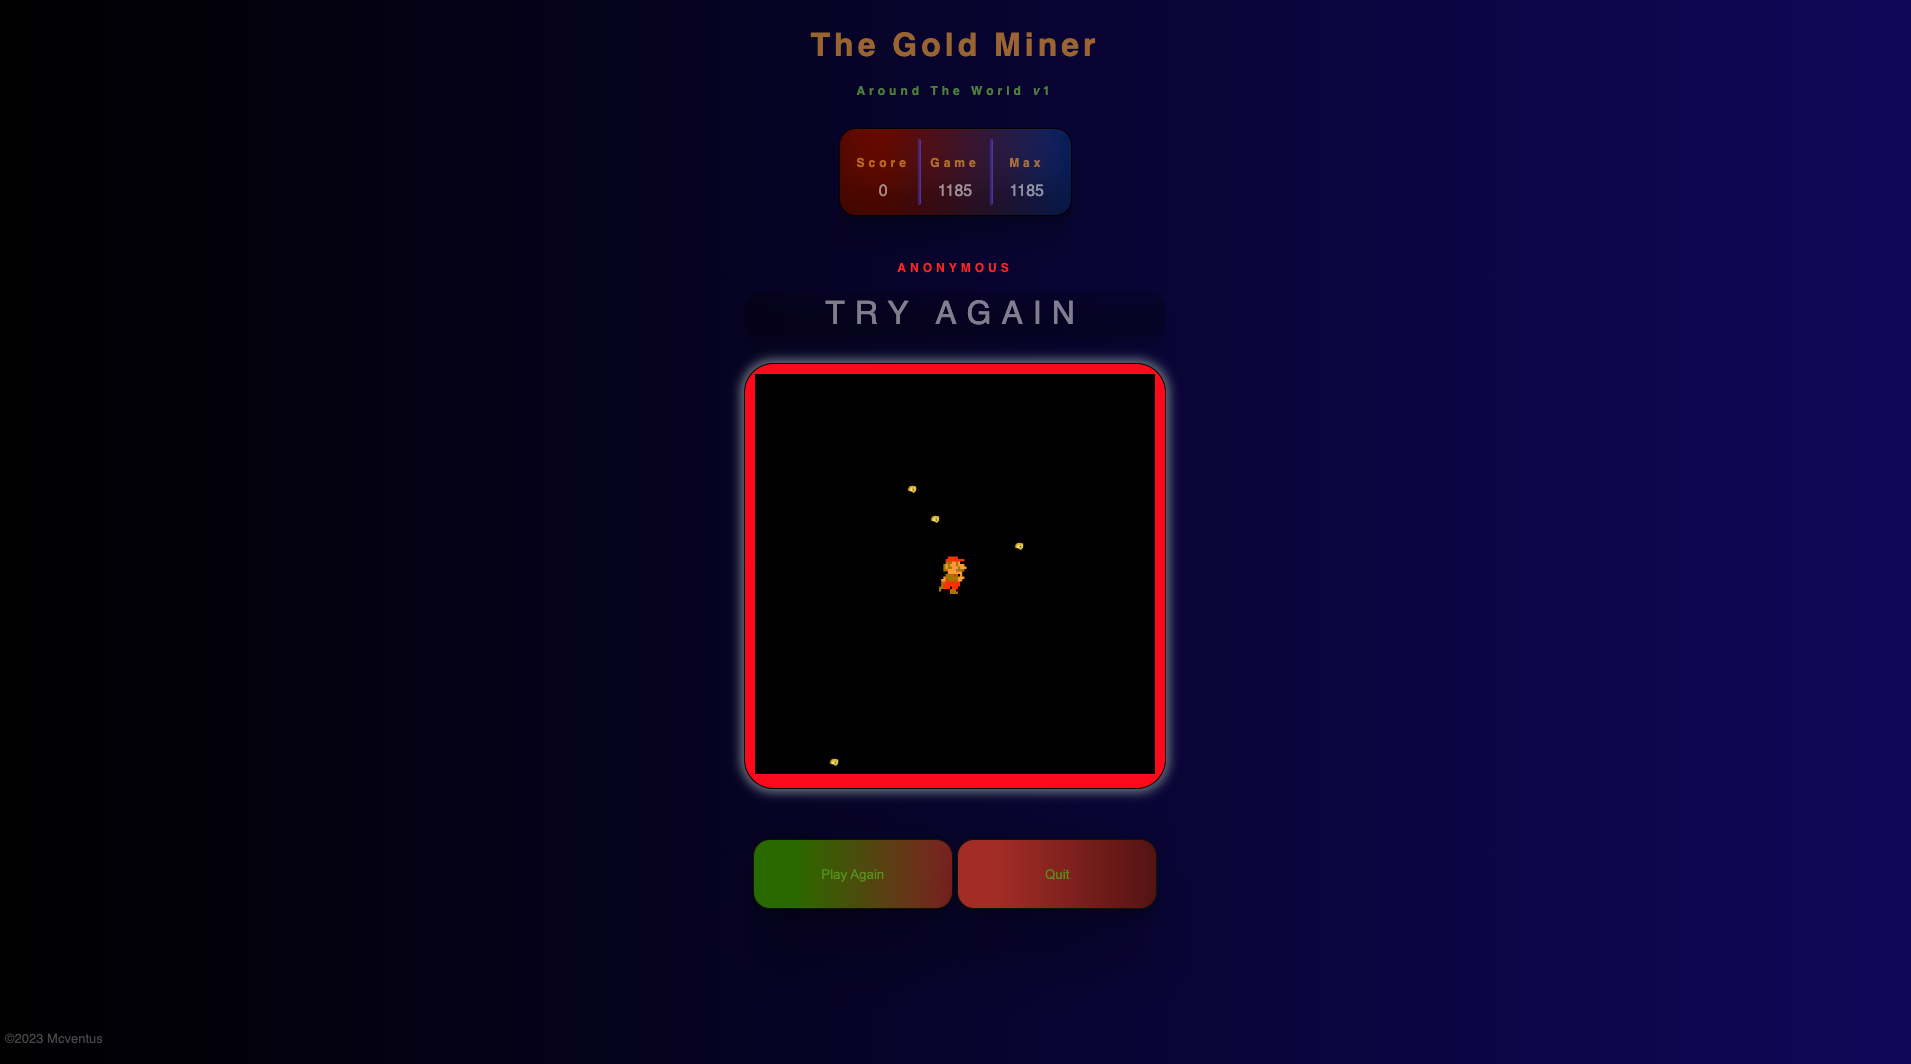 The Gold Miner
Around The World v1
Score Game Max
0 1185 1185
ANONYMOUS
TRY AGAIN
Play Again Quit
©2023 Mcventus